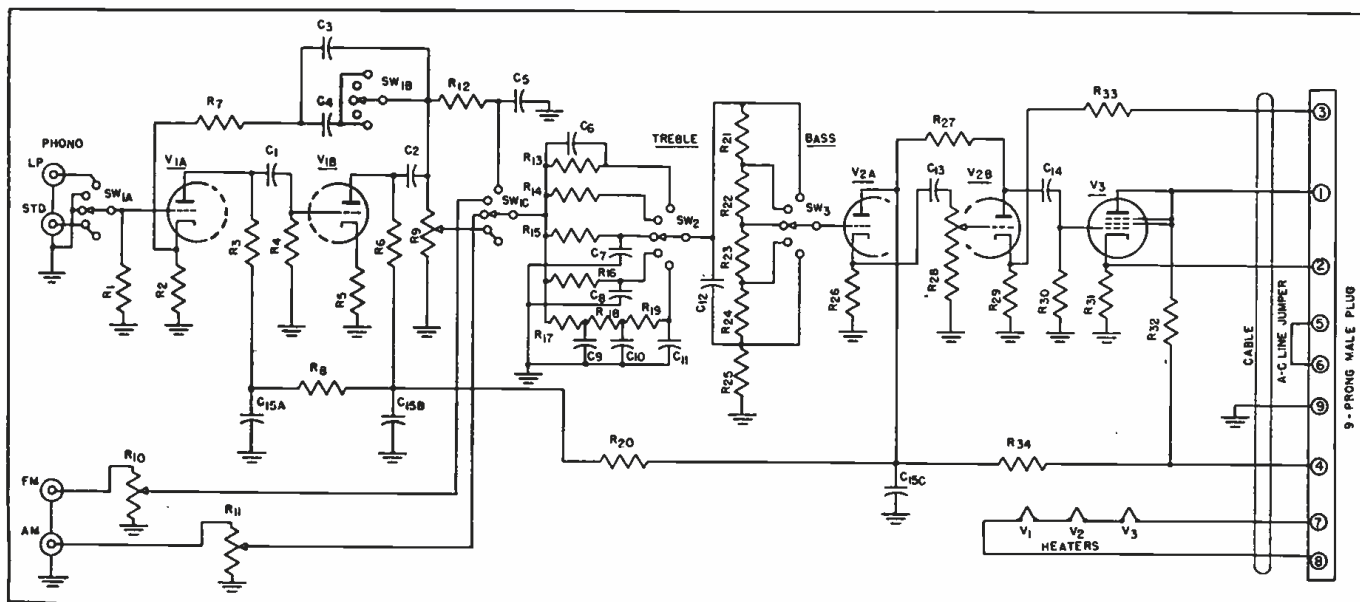 C3
SW1B
R12
C5
R7
C4
R33
3
PHONO
LP
V1A
C1
V1B
C2
C6
R13
TREBLE
R21
BASS
R27
V2A
C13
V2B
C14
V3
1
STD
SW1A
R14
R22
SW1C
SW2
SW3
R15
R3
R4
R6
R9
C7
R23
R28
2
R1
R2
R5
R16
C8
C12
R26
R29
R30
R31
R32
R24
R18
R19
R17
C9
C10
C11
R25
5
6
R8
C15A
C15B
9
CABLE
A-C LINE JUMPER
9-PRONG MALE PLUG
R20
R34
4
R10
FM
C15C
R11
AM
V1
V2
V3
7
HEATERS
8